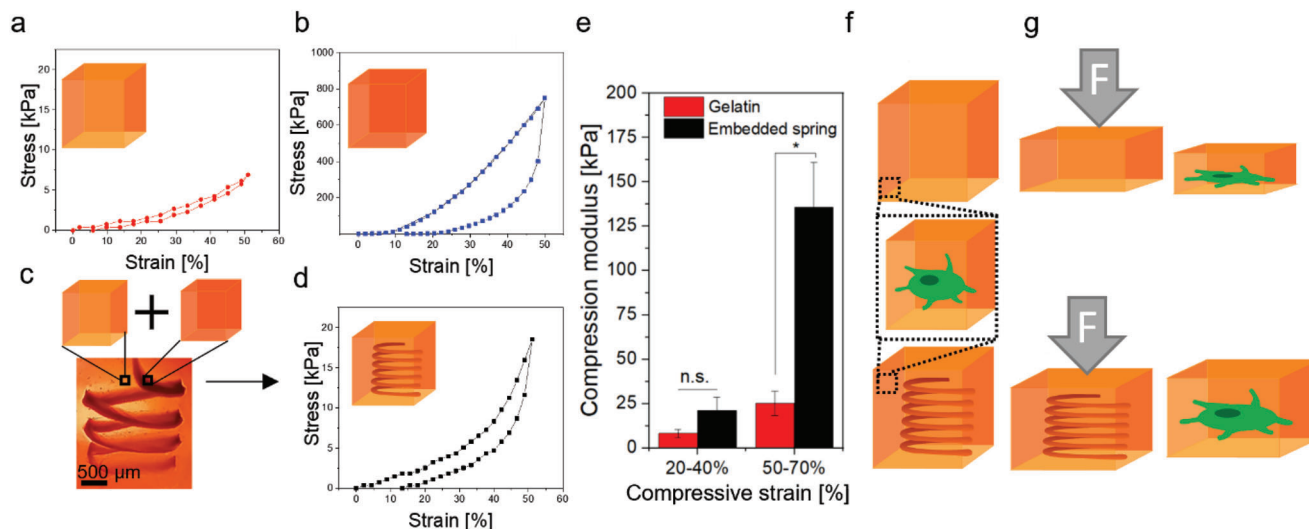 a
Stress [kPa]
20
15
10
5
0
0 10 20 30 40 50 60
Strain [%]
b
Stress [kPa]
1000
800
600
400
200
0
0 10 20 30 40 50
Strain [%]
c
+
500 µm
d
Stress [kPa]
20
15
10
5
0
0 10 20 30 40 50 60
Strain [%]
e
Compression modulus [kPa]
200
175
150
125
100
75
50
25
0
Gelatin
Embedded spring
n.s.
*
20-40% 50-70%
Compressive strain [%]
f
g
F
F